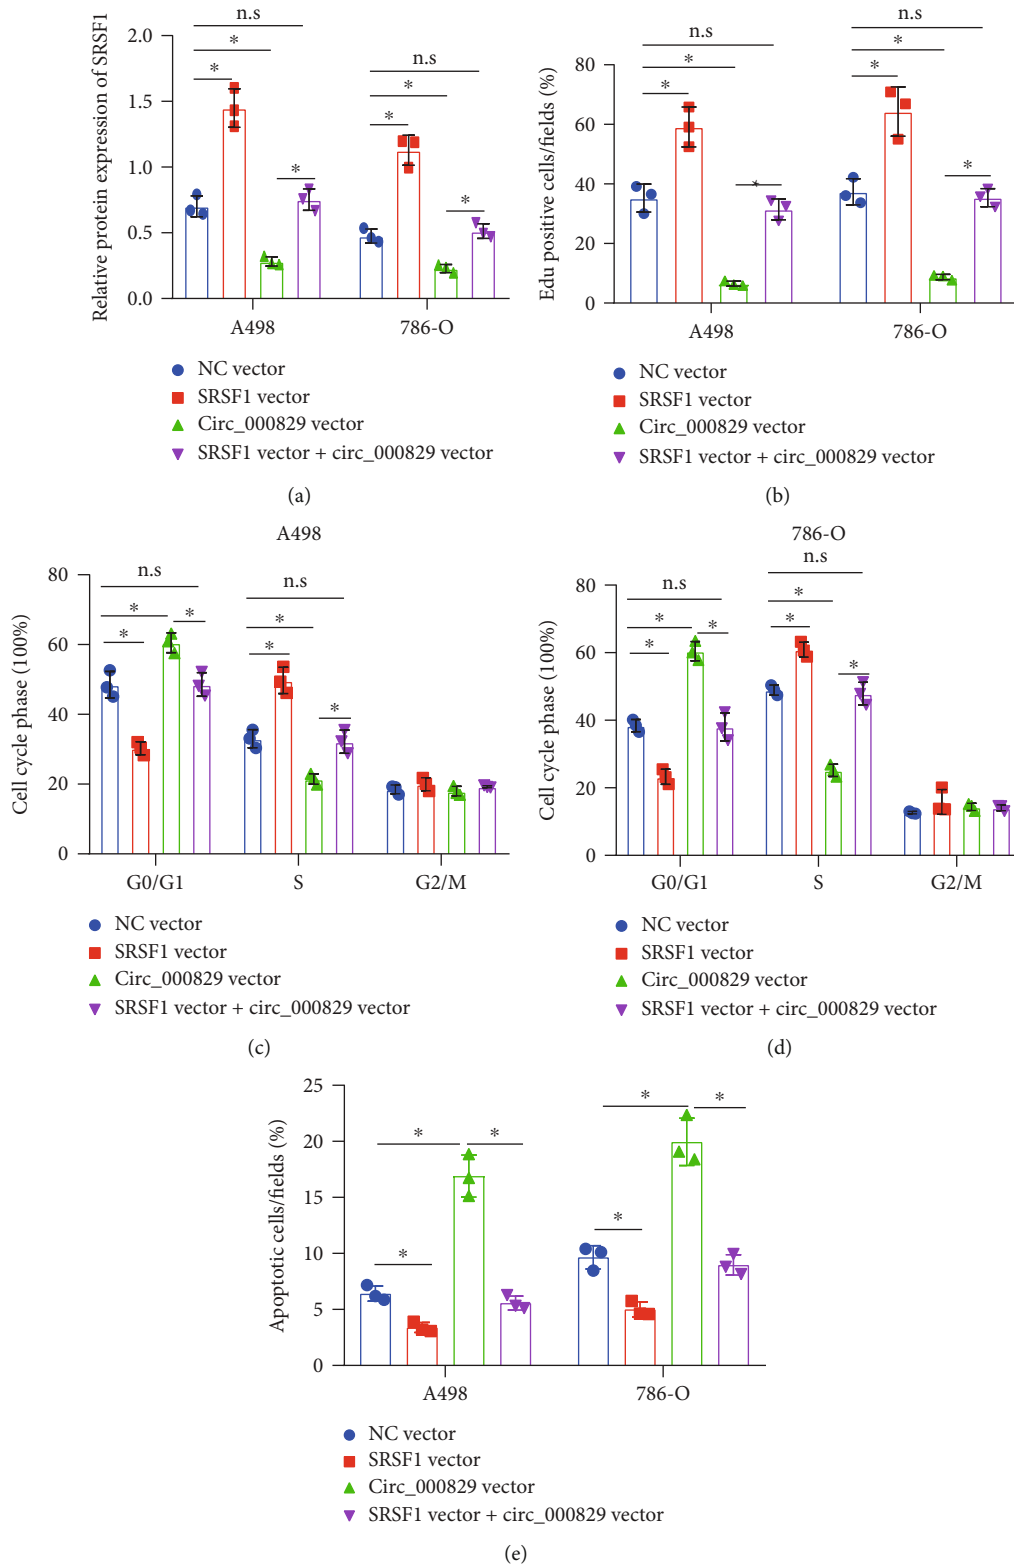 n.s
*
*
n.s
*
*
*
*
2.0
1.5
1.0
0.5
0.0
Relative protein expression of SRSF1
A498
786-O
NC vector
SRSF1 vector
Circ_000829 vector
SRSF1 vector + circ_000829 vector
(a)
n.s
*
*
*
n.s
*
*
*
80
60
40
20
0
Edu positive cells/fields (%)
A498
786-O
NC vector
SRSF1 vector
Circ_000829 vector
SRSF1 vector + circ_000829 vector
(b)
A498
n.s
*
*
*
n.s
*
*
*
80
60
40
20
0
Cell cycle phase (100%)
G0/G1
S
G2/M
NC vector
SRSF1 vector
Circ_000829 vector
SRSF1 vector + circ_000829 vector
(c)
786-O
n.s
*
*
*
n.s
*
*
*
80
60
40
20
0
Cell cycle phase (100%)
G0/G1
S
G2/M
NC vector
SRSF1 vector
Circ_000829 vector
SRSF1 vector + circ_000829 vector
(d)
*
*
*
*
*
*
25
20
15
10
5
0
Apoptotic cells/fields (%)
A498
786-O
NC vector
SRSF1 vector
Circ_000829 vector
SRSF1 vector + circ_000829 vector
(e)